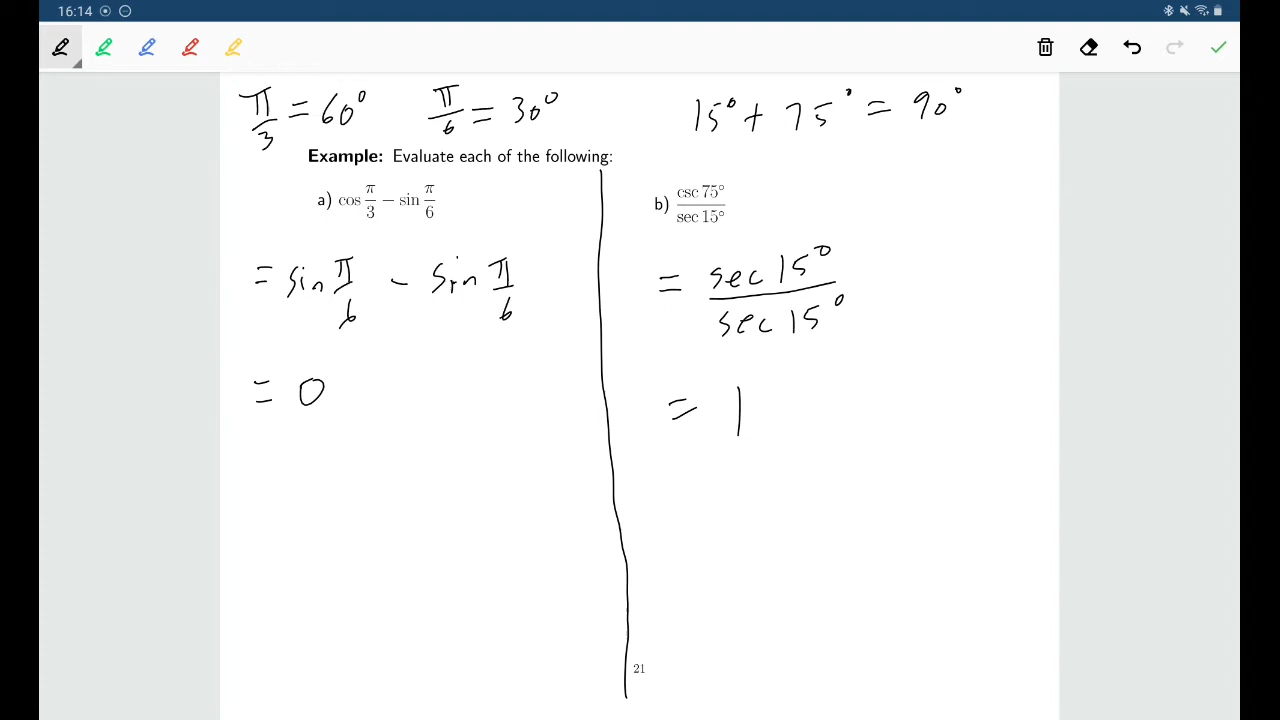 16:14
π/3 = 60° π/6 = 30° 15° + 75° = 90°
Example: Evaluate each of the following:
a) cos π/3 − sin π/6
= sin π/6 - sin π/6
= 0
b) csc 75°/sec 15°
= sec 15°/sec 15°
= 1
21